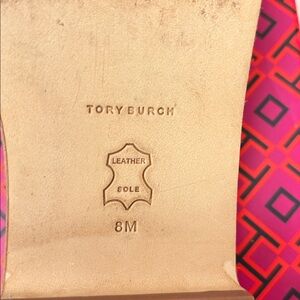 TORY BURCH
LEATHER
SOLE
8M